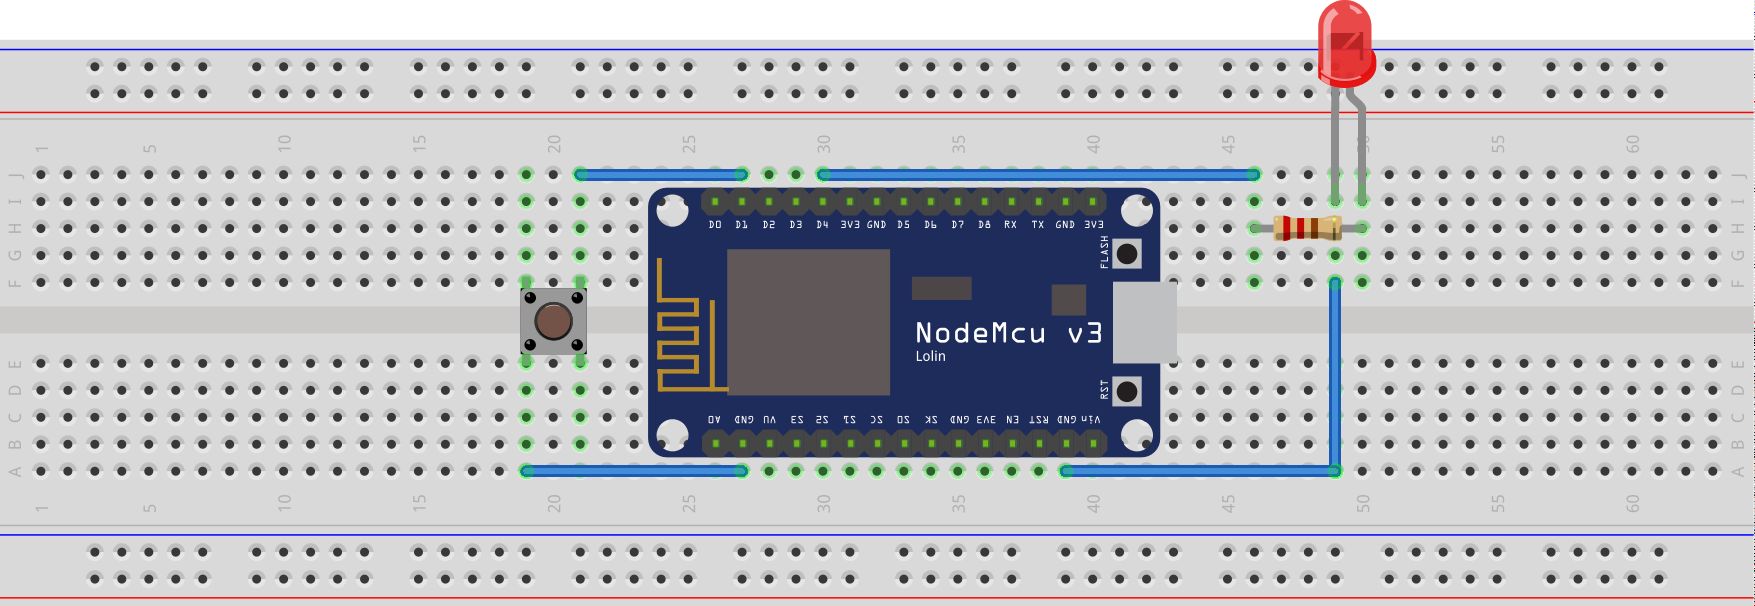 1 5 10 15 20 25 30 35 40 45 50 55 60
J J
I I
D0 D1 D2 D3 D4 3V3 GND D5 D6 D7 D8 RX TX GND 3V3
H H
FLASH
G G
F F
NodeMcu v3
Lolin
E E
D D
RST
C C
A0 GND VU S3 S2 S1 SC S0 SK GND 3V3 EN RST GND Vin
B B
A A
1 5 10 15 20 25 30 35 40 45 50 55 60